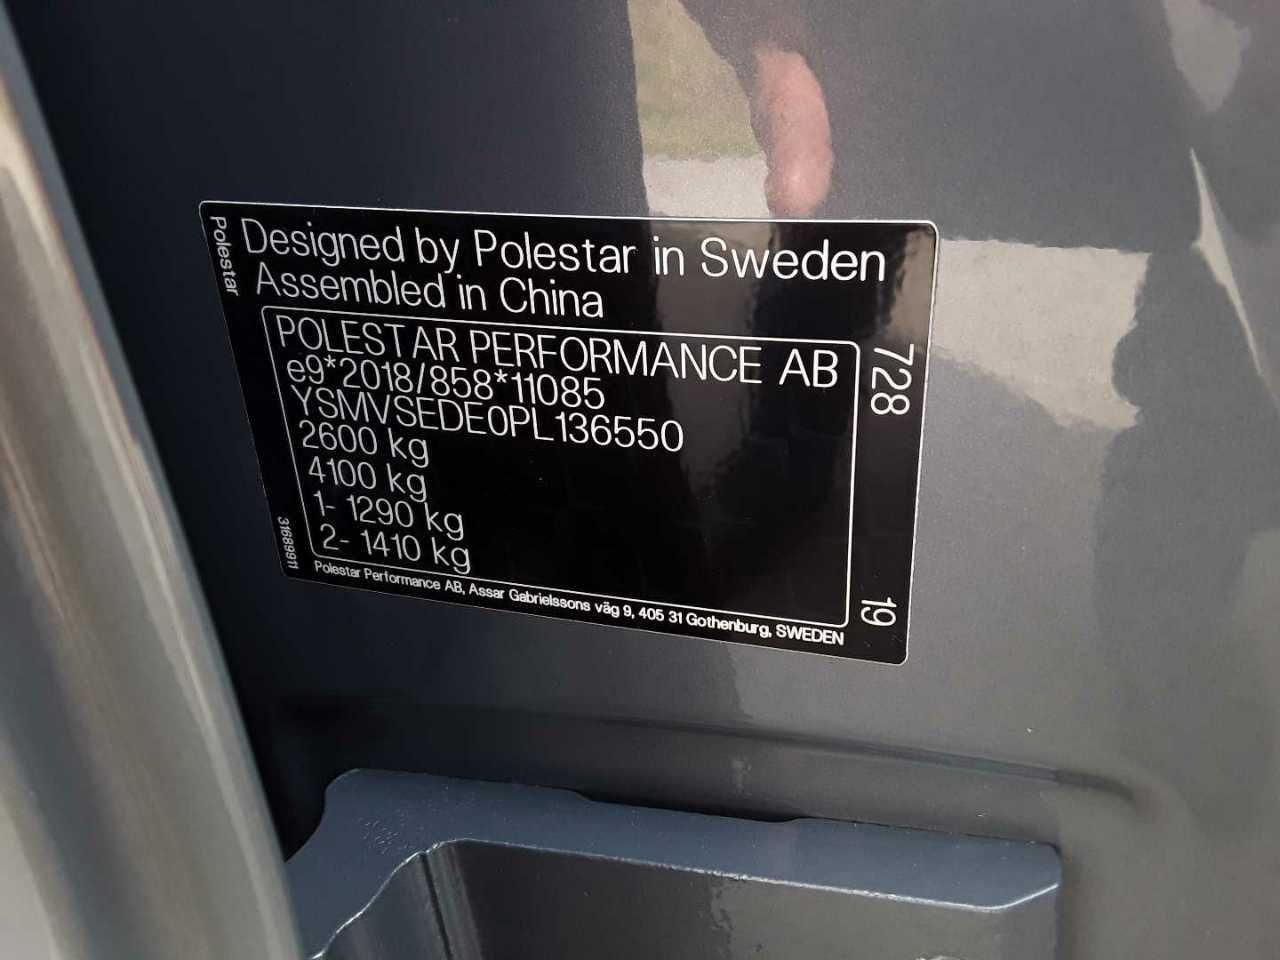 Polestar
Designed by Polestar in Sweden
Assembled in China
POLESTAR PERFORMANCE AB
e9*2018/858*11085
YSMVSEDE0PL136550
2600 kg
4100 kg
1- 1290 kg
2- 1410 kg
728
19
31689911
Polestar Performance AB, Assar Gabrielssons väg 9, 405 31 Gothenburg, SWEDEN